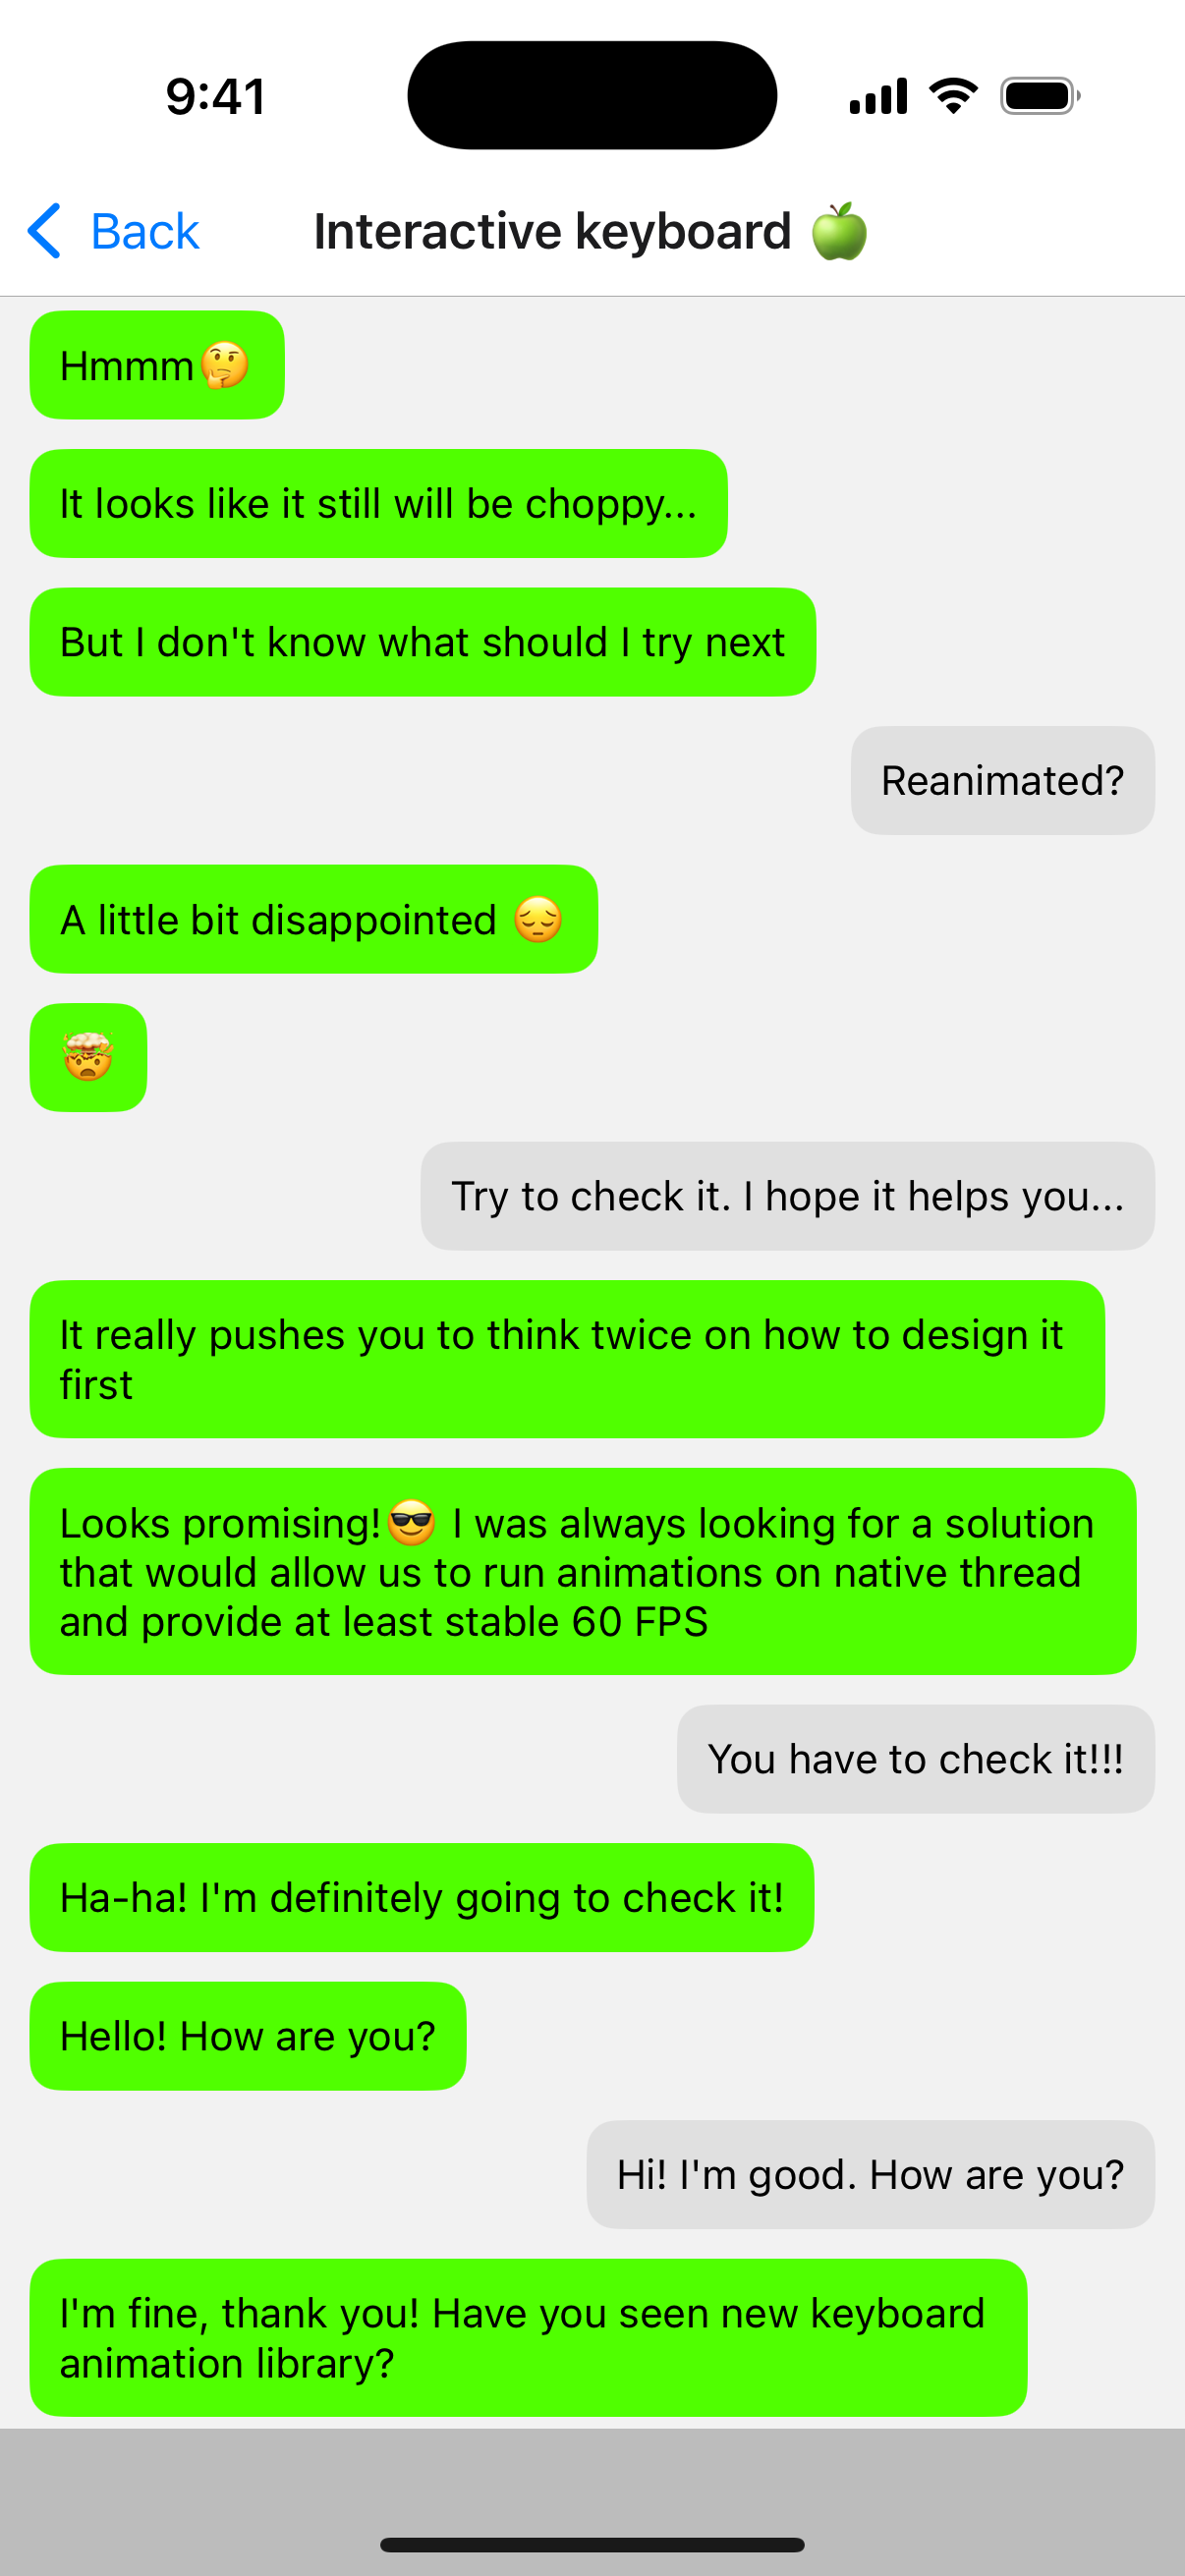 9:41
Back
Interactive keyboard 🍏
Hmmm🤔
It looks like it still will be choppy...
But I don't know what should I try next
Reanimated?
A little bit disappointed 😔
🤯
Try to check it. I hope it helps you...
It really pushes you to think twice on how to design it
first
Looks promising!😎 I was always looking for a solution
that would allow us to run animations on native thread
and provide at least stable 60 FPS
You have to check it!!!
Ha-ha! I'm definitely going to check it!
Hello! How are you?
Hi! I'm good. How are you?
I'm fine, thank you! Have you seen new keyboard
animation library?